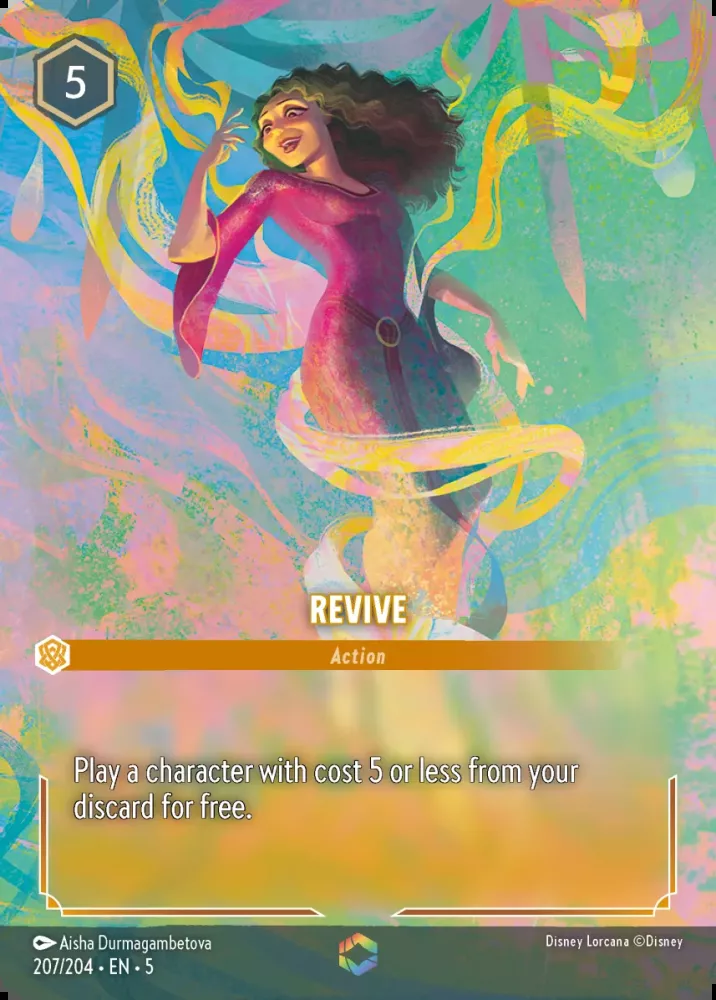 5
REVIVE
Action
Play a character with cost 5 or less from your
discard for free.
Aisha Durmagambetova
Disney Lorcana ©Disney
207/204 • EN • 5